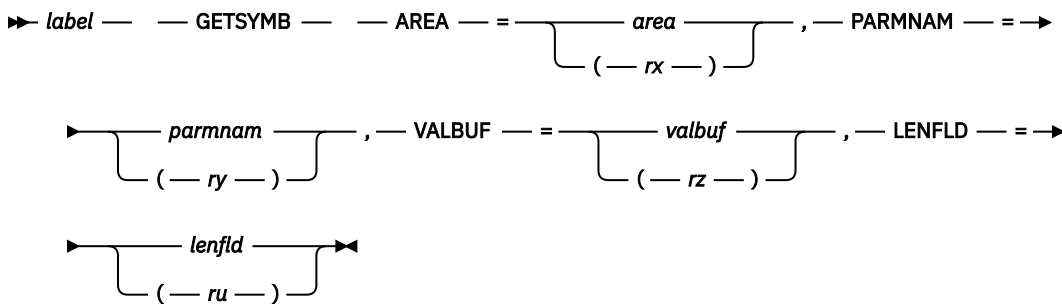 label GETSYMB AREA = area , PARMNAM =
( rx )
parmnam , VALBUF = valbuf , LENFLD =
( ry ) ( rz )
lenfld
( ru )